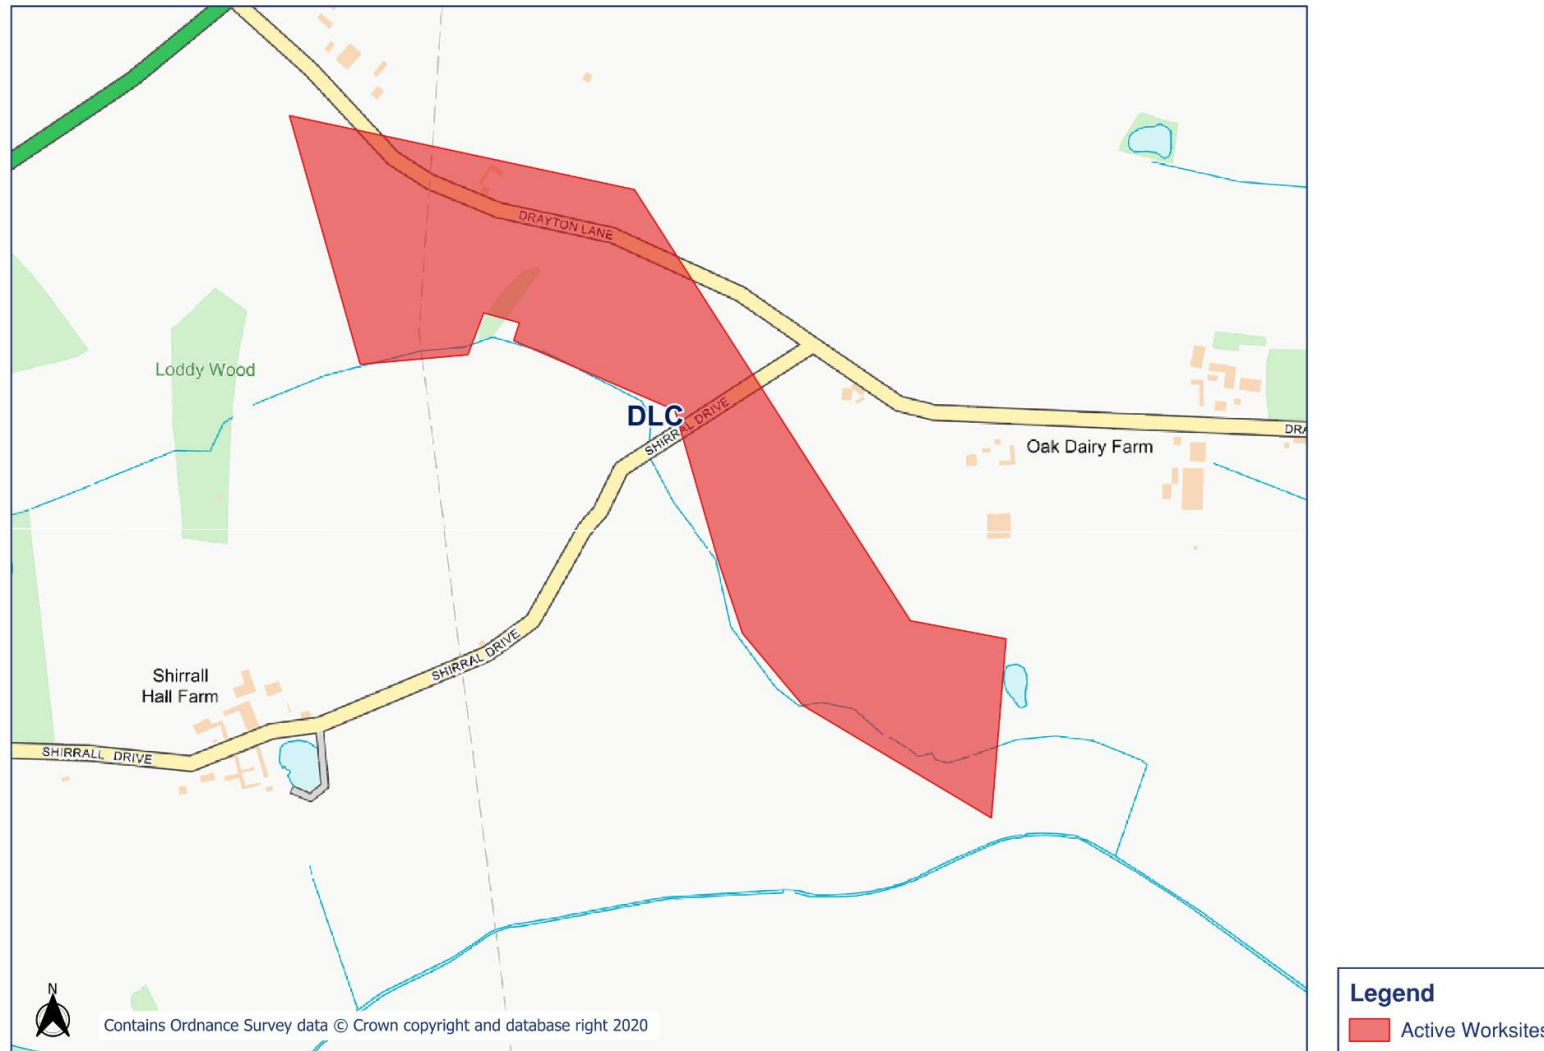 DRAYTON LANE
Loddy Wood
DLC
SHIRRAL DRIVE
DRA
Oak Dairy Farm
SHIRRAL DRIVE
Shirrall
Hall Farm
SHIRRALL DRIVE
N
Contains Ordnance Survey data © Crown copyright and database right 2020
Legend
Active Worksites